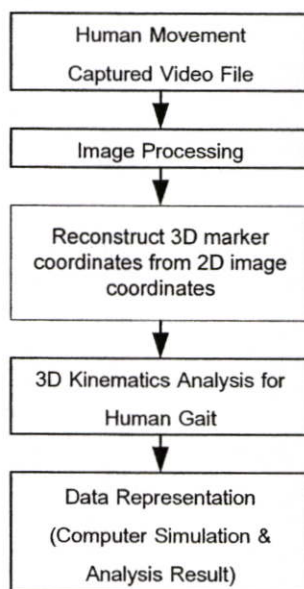 Human Movement
Captured Video File
Image Processing
Reconstruct 3D marker
coordinates from 2D image
coordinates
3D Kinematics Analysis for
Human Gait
Data Representation
(Computer Simulation &
Analysis Result)